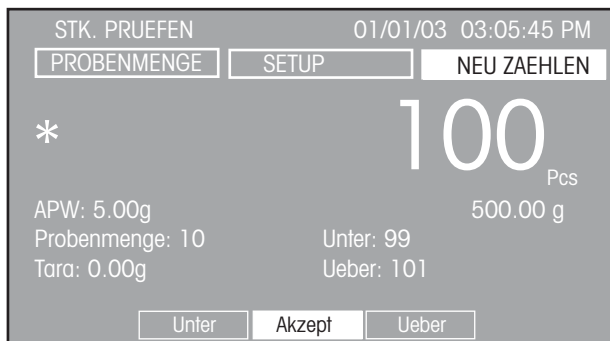 STK. PRUEFEN 01/01/03 03:05:45 PM
PROBENMENGE SETUP NEU ZAEHLEN
* 100 Pcs
APW: 5.00g 500.00 g
Probenmenge: 10 Unter: 99
Tara: 0.00g Ueber: 101
Unter Akzept Ueber